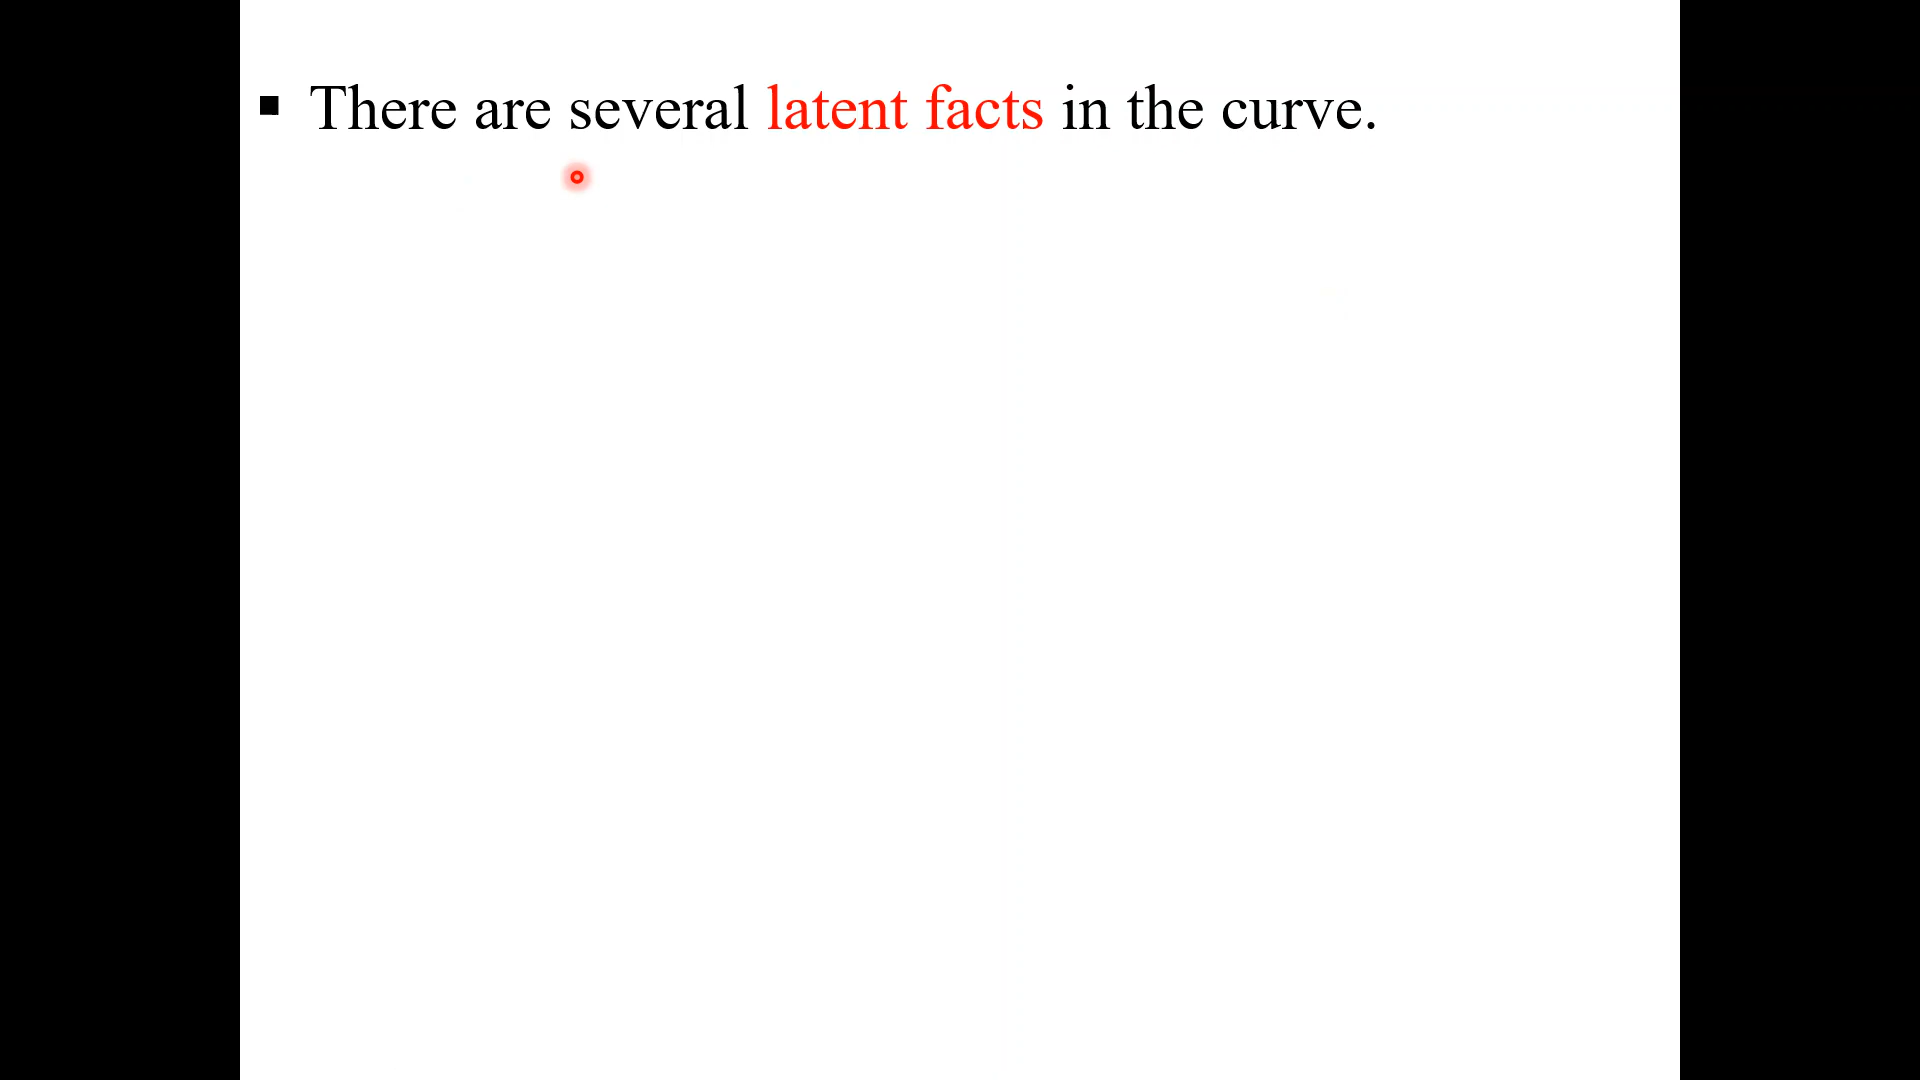 ▪ There are several latent facts in the curve.